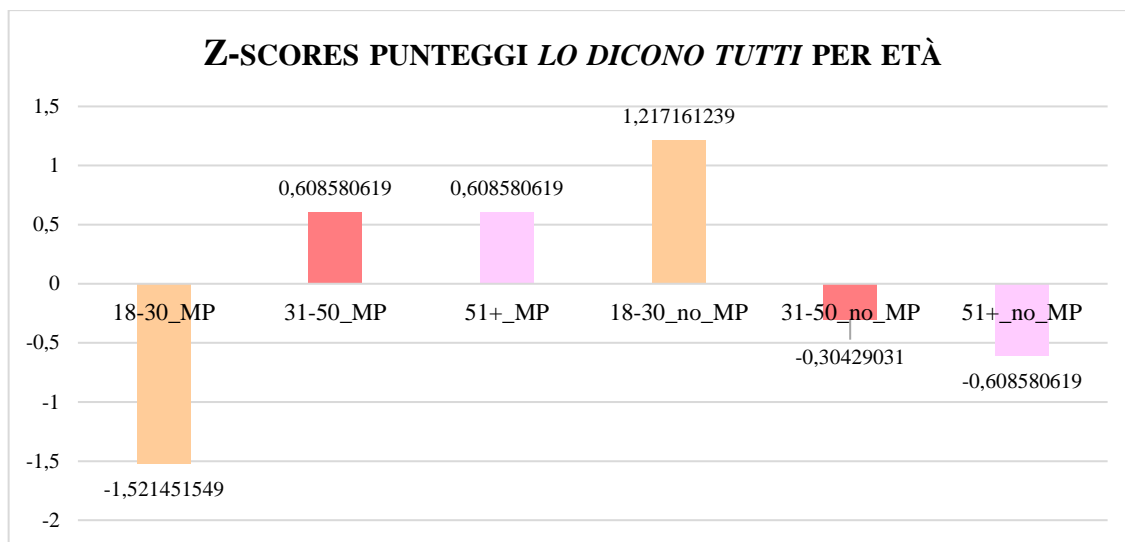 Z-SCORES PUNTEGGI LO DICONO TUTTI PER ETÀ
1,5
1
0,5
0
-0,5
-1
-1,5
-2
-1,521451549
0,608580619
0,608580619
1,217161239
-0,30429031
-0,608580619
18-30_MP
31-50_MP
51+_MP
18-30_no_MP
31-50_no_MP
51+_no_MP